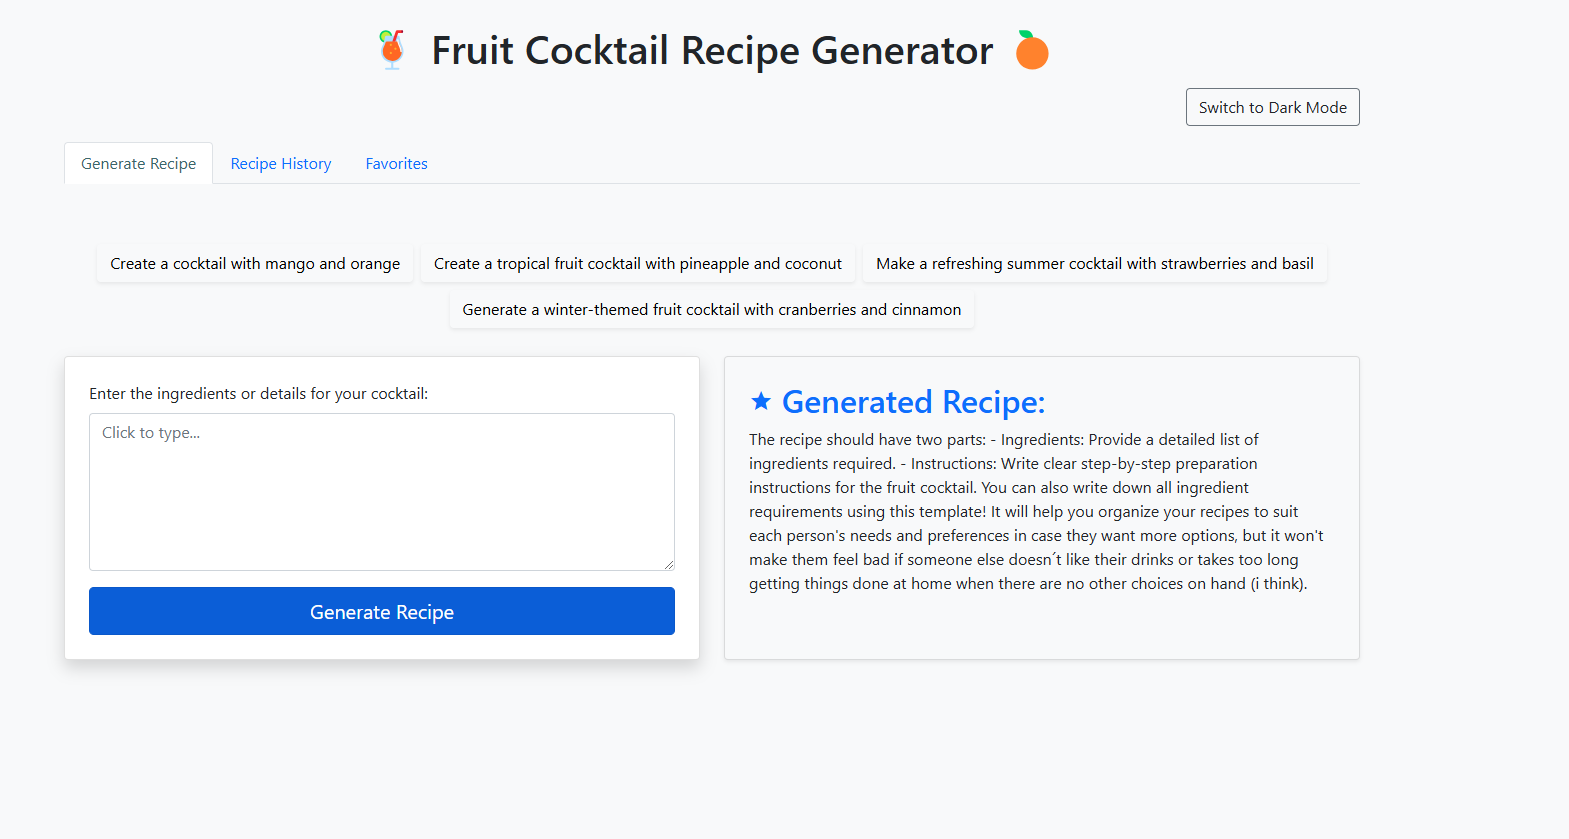 Fruit Cocktail Recipe Generator
Switch to Dark Mode
Generate Recipe Recipe History Favorites
Create a cocktail with mango and orange Create a tropical fruit cocktail with pineapple and coconut Make a refreshing summer cocktail with strawberries and basil
Generate a winter-themed fruit cocktail with cranberries and cinnamon
Enter the ingredients or details for your cocktail:
Click to type...
Generate Recipe
Generated Recipe:
The recipe should have two parts: - Ingredients: Provide a detailed list of
ingredients required. - Instructions: Write clear step-by-step preparation
instructions for the fruit cocktail. You can also write down all ingredient
requirements using this template! It will help you organize your recipes to suit
each person's needs and preferences in case they want more options, but it won't
make them feel bad if someone else doesn´t like their drinks or takes too long
getting things done at home when there are no other choices on hand (i think).